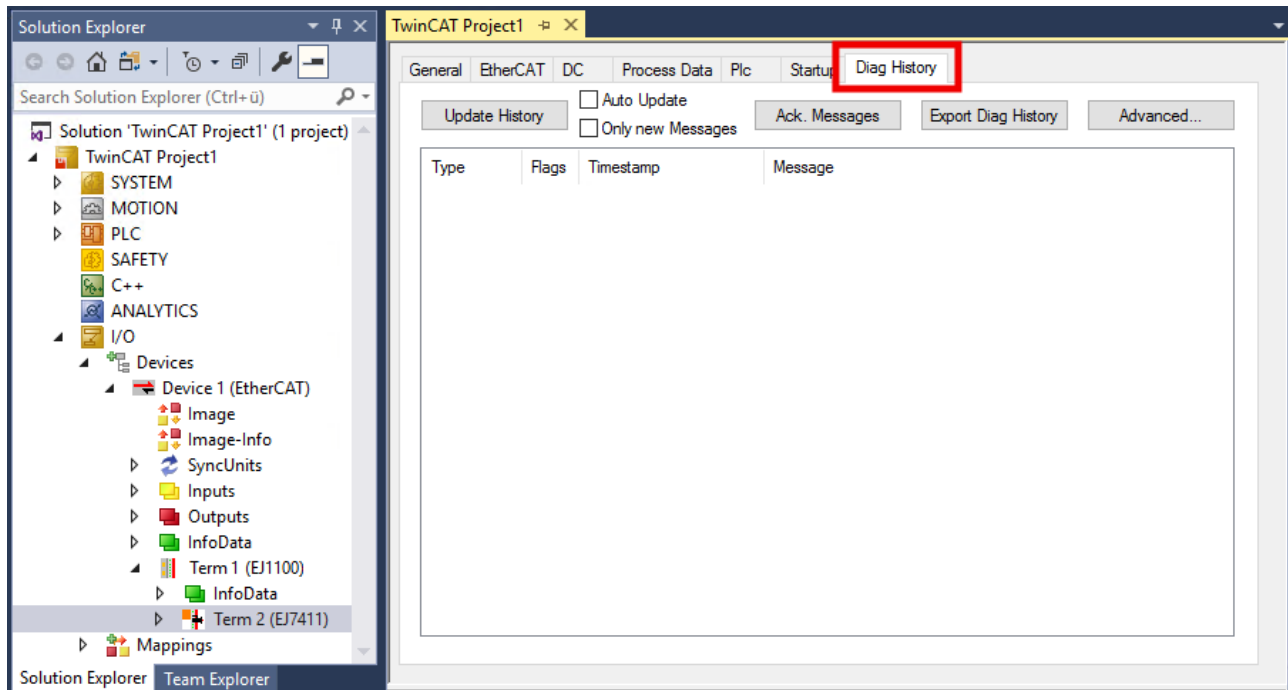 Solution Explorer
Search Solution Explorer (Ctrl+ü)
Solution 'TwinCAT Project1' (1 project)
TwinCAT Project1
SYSTEM
MOTION
PLC
SAFETY
C++
ANALYTICS
I/O
Devices
Device 1 (EtherCAT)
Image
Image-Info
SyncUnits
Inputs
Outputs
InfoData
Term 1 (EJ1100)
InfoData
Term 2 (EJ7411)
Mappings
Solution Explorer Team Explorer
TwinCAT Project1
General EtherCAT DC Process Data Plc Startup Diag History
Update History
Auto Update
Only new Messages
Ack. Messages
Export Diag History
Advanced...
Type Flags Timestamp Message